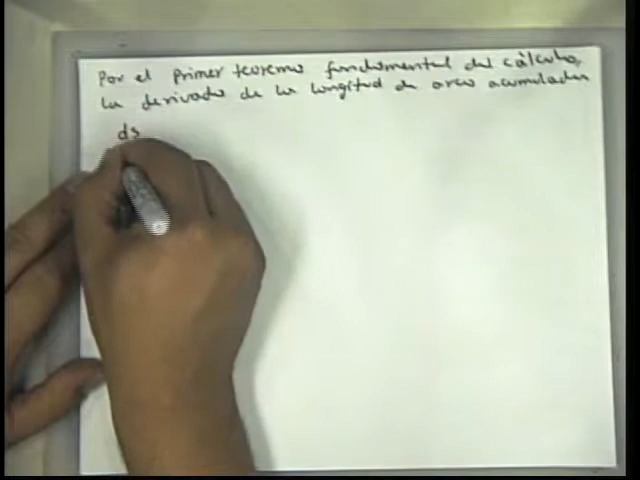 Por el primer teorema fundamental del cálculo,
la derivada de la longitud de arco acumulada
ds